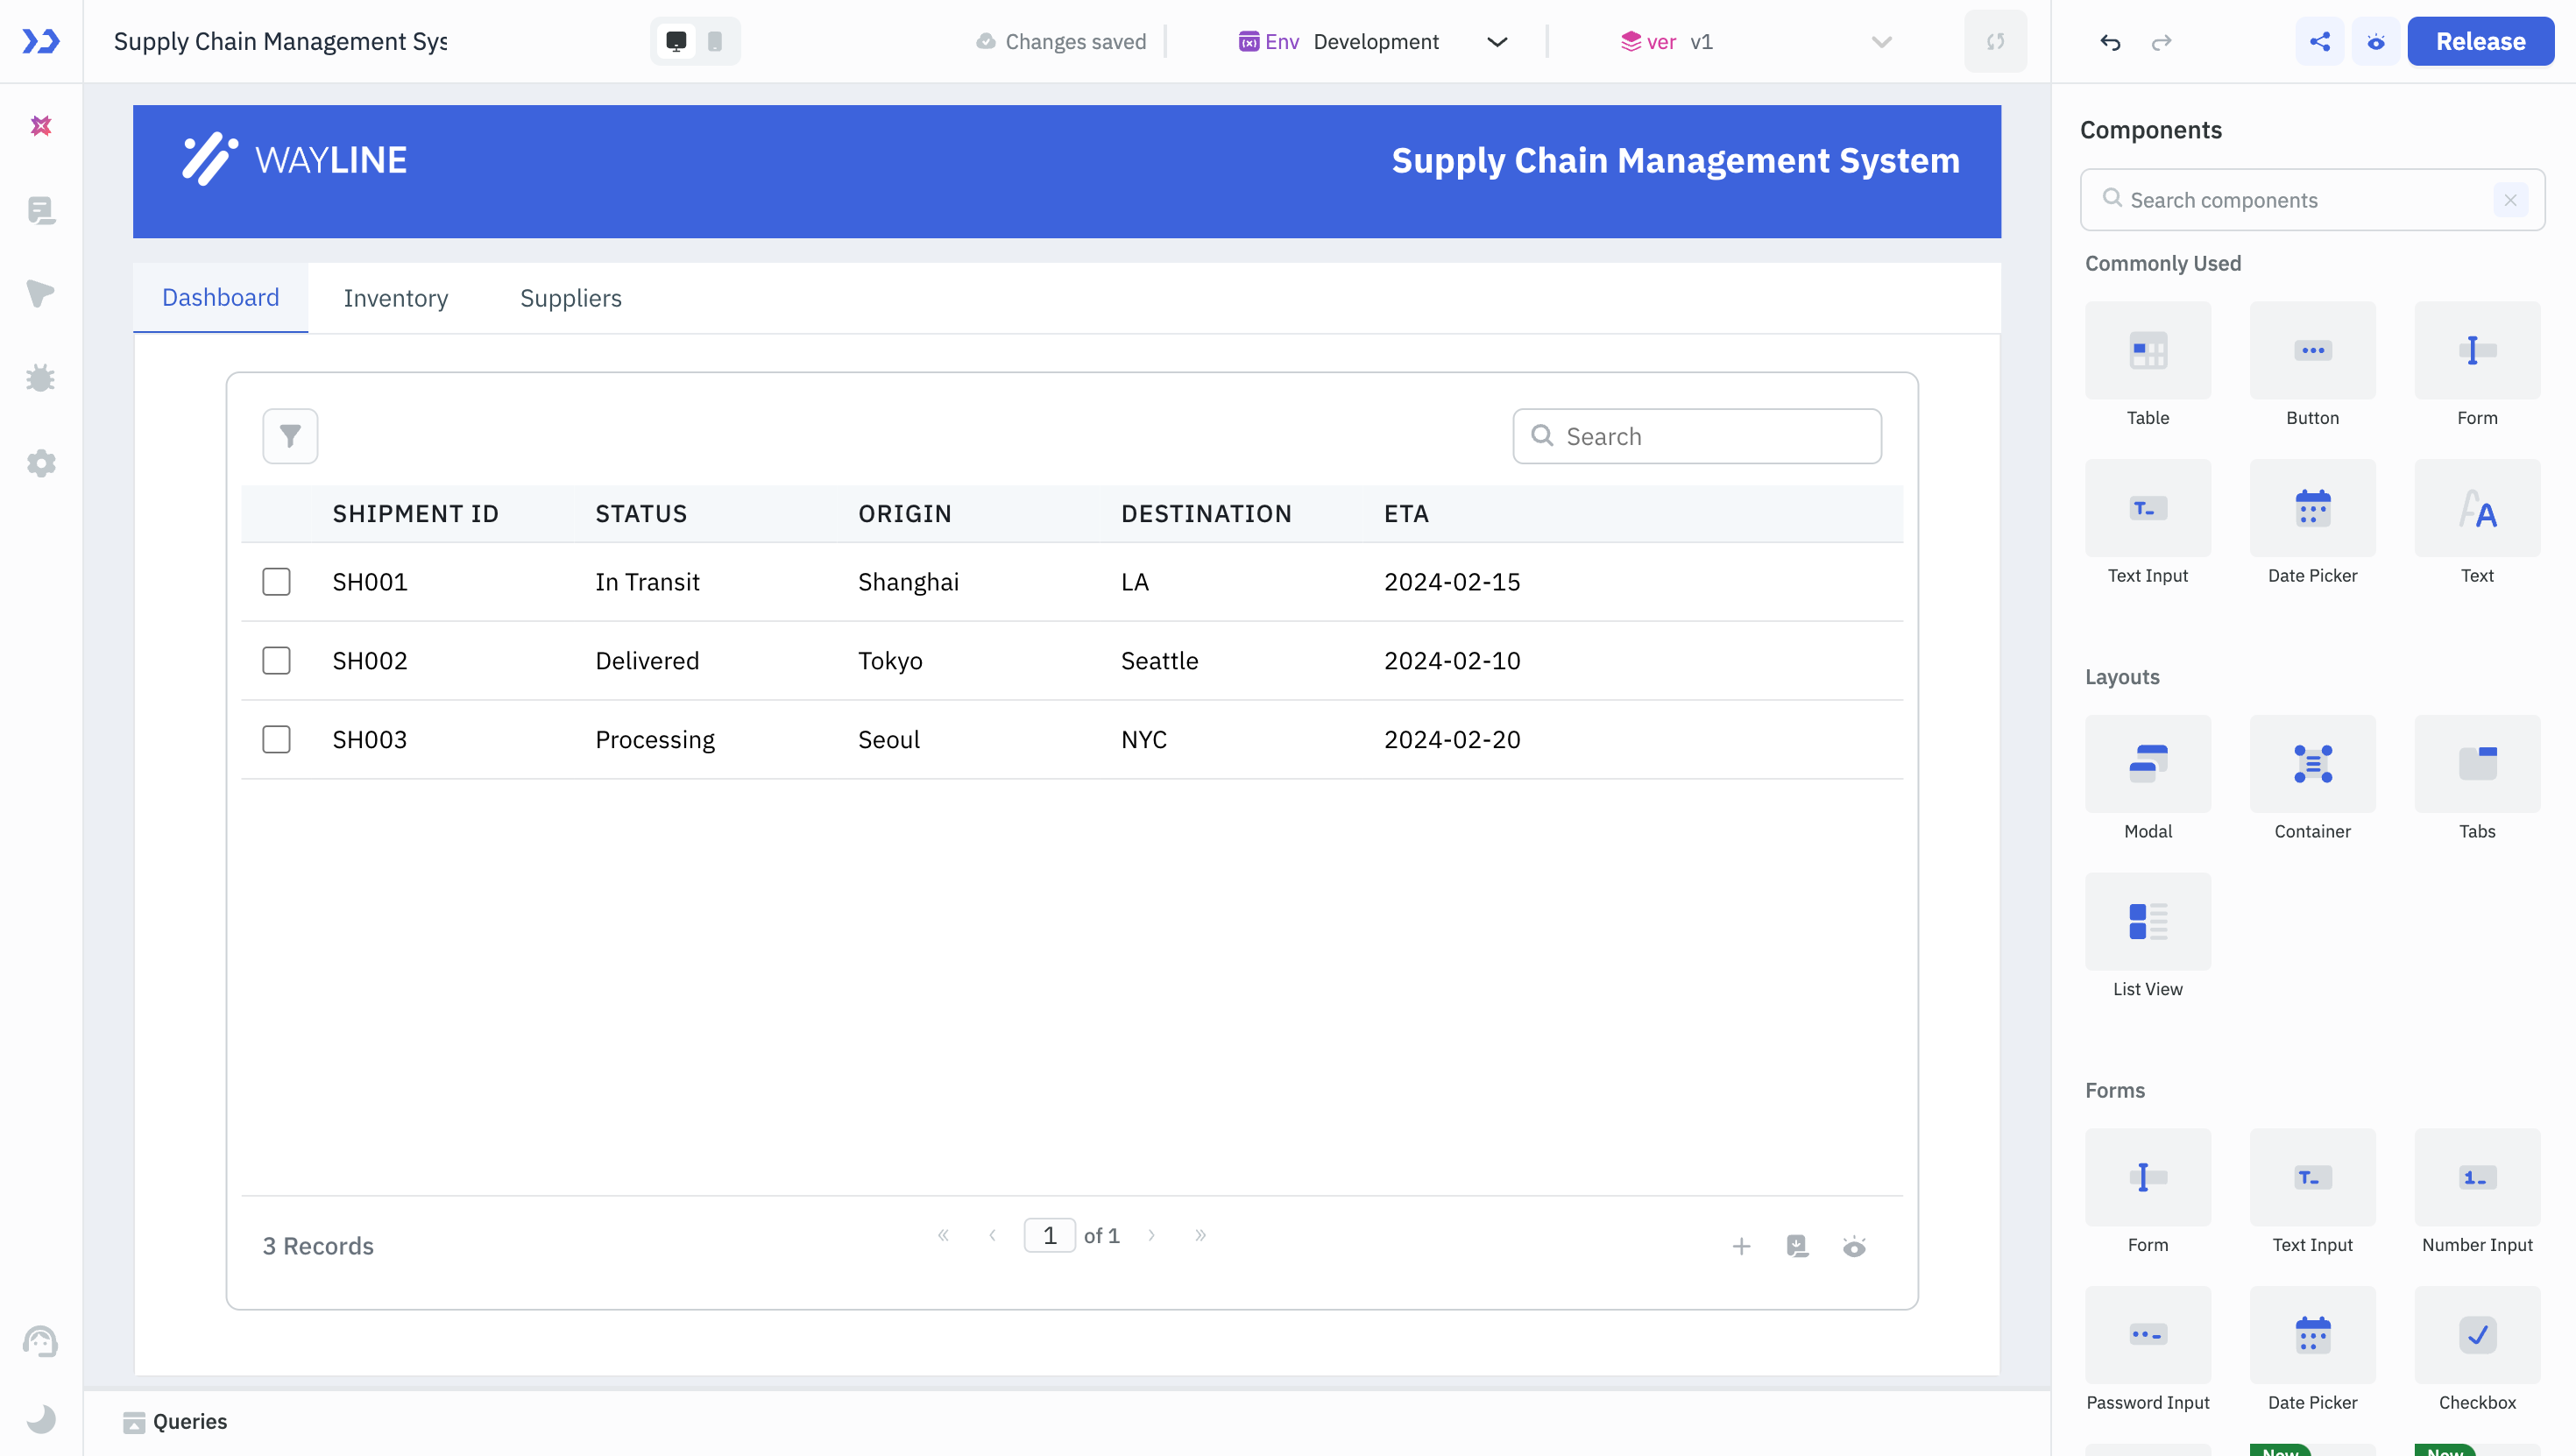 Supply Chain Management Sys
Changes saved
Env Development
ver v1
Release
WAYLINE
Supply Chain Management System
Dashboard
Inventory
Suppliers
Search
SHIPMENT ID STATUS ORIGIN DESTINATION ETA
SH001 In Transit Shanghai LA 2024-02-15
SH002 Delivered Tokyo Seattle 2024-02-10
SH003 Processing Seoul NYC 2024-02-20
3 Records
1 of 1
Queries
Components
Search components
Commonly Used
Table Button Form
Text Input Date Picker Text
Layouts
Modal Container Tabs
List View
Forms
Form Text Input Number Input
Password Input Date Picker Checkbox
New New